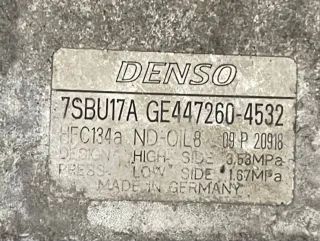 DENSO
7SBU17A GE447260-4532
HFC134a ND-OIL8 09 P 20918
DESIGN HIGH SIDE 3.53MPa
PRESS. LOW SIDE 1.67MPa
MADE IN GERMANY